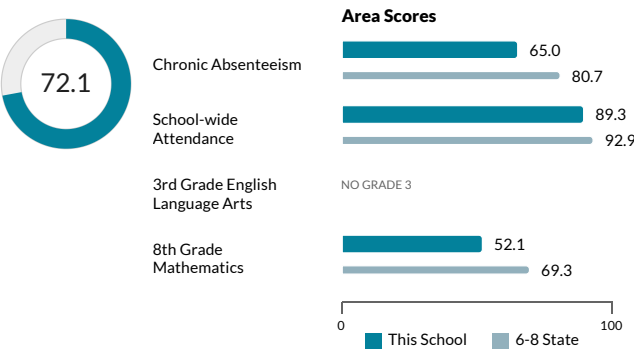 Area Scores
72.1
Chronic Absenteeism
65.0
80.7
School-wide
Attendance
89.3
92.9
3rd Grade English
Language Arts
NO GRADE 3
8th Grade
Mathematics
52.1
69.3
0
100
This School
6-8 State